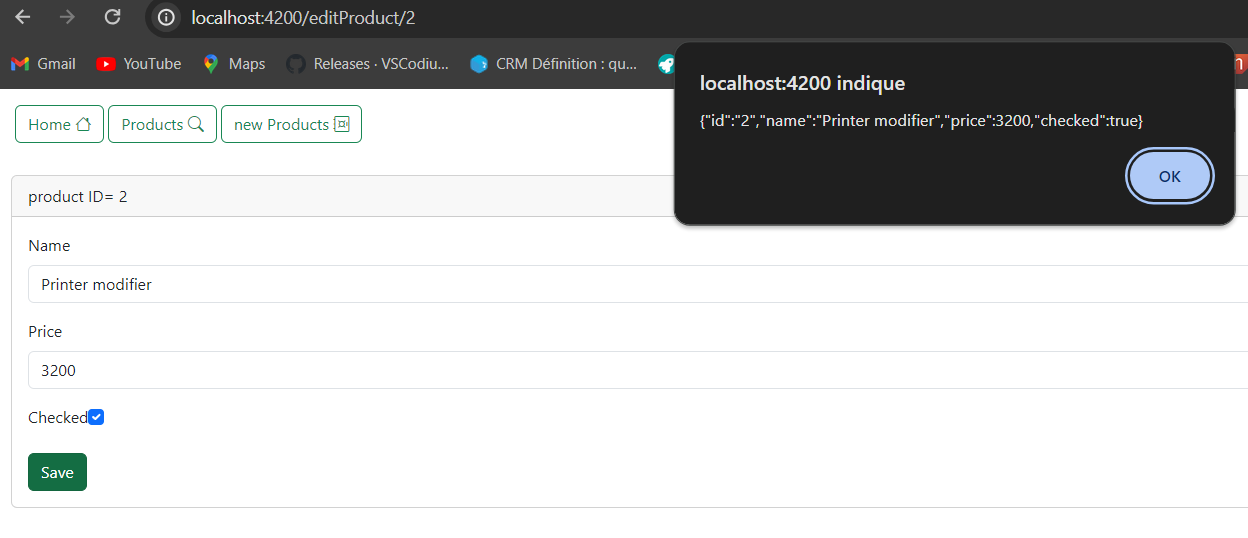 localhost:4200/editProduct/2
Gmail YouTube Maps Releases · VSCodiu... CRM Définition : qu...
localhost:4200 indique
{"id":"2","name":"Printer modifier","price":3200,"checked":true}
OK
Home Products new Products
product ID= 2
Name
Printer modifier
Price
3200
Checked
Save